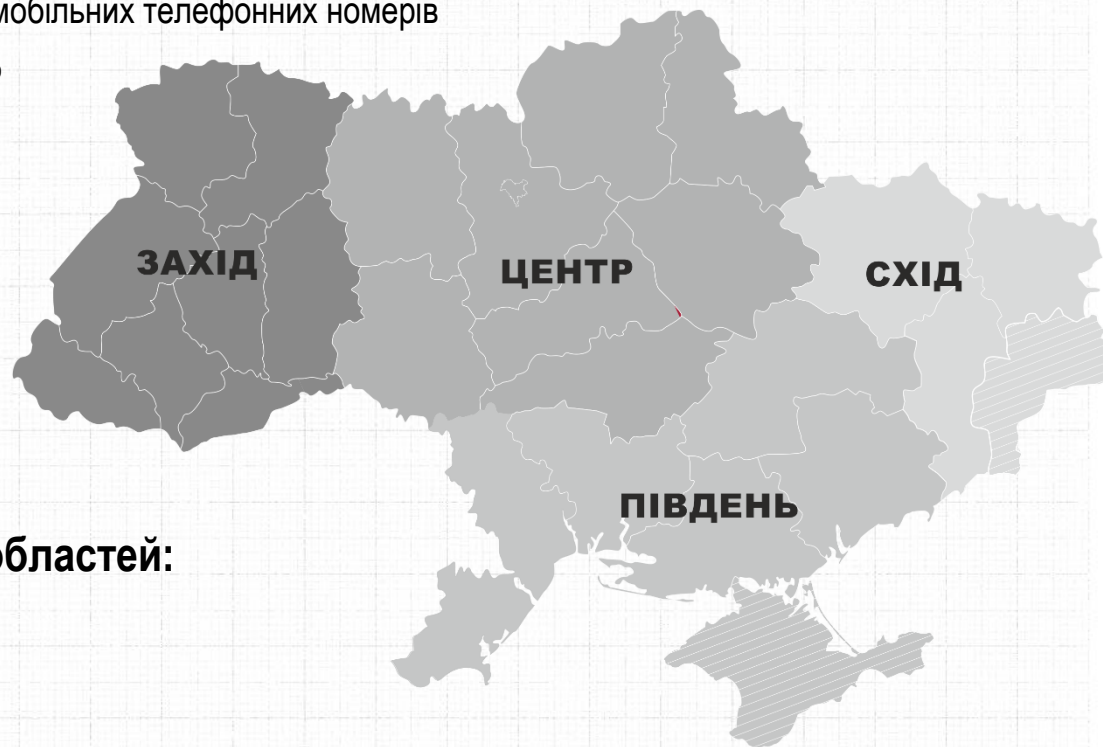 мобільних телефонних номерів
ЗАХІД
ЦЕНТР
СХІД
ПІВДЕНЬ
областей: